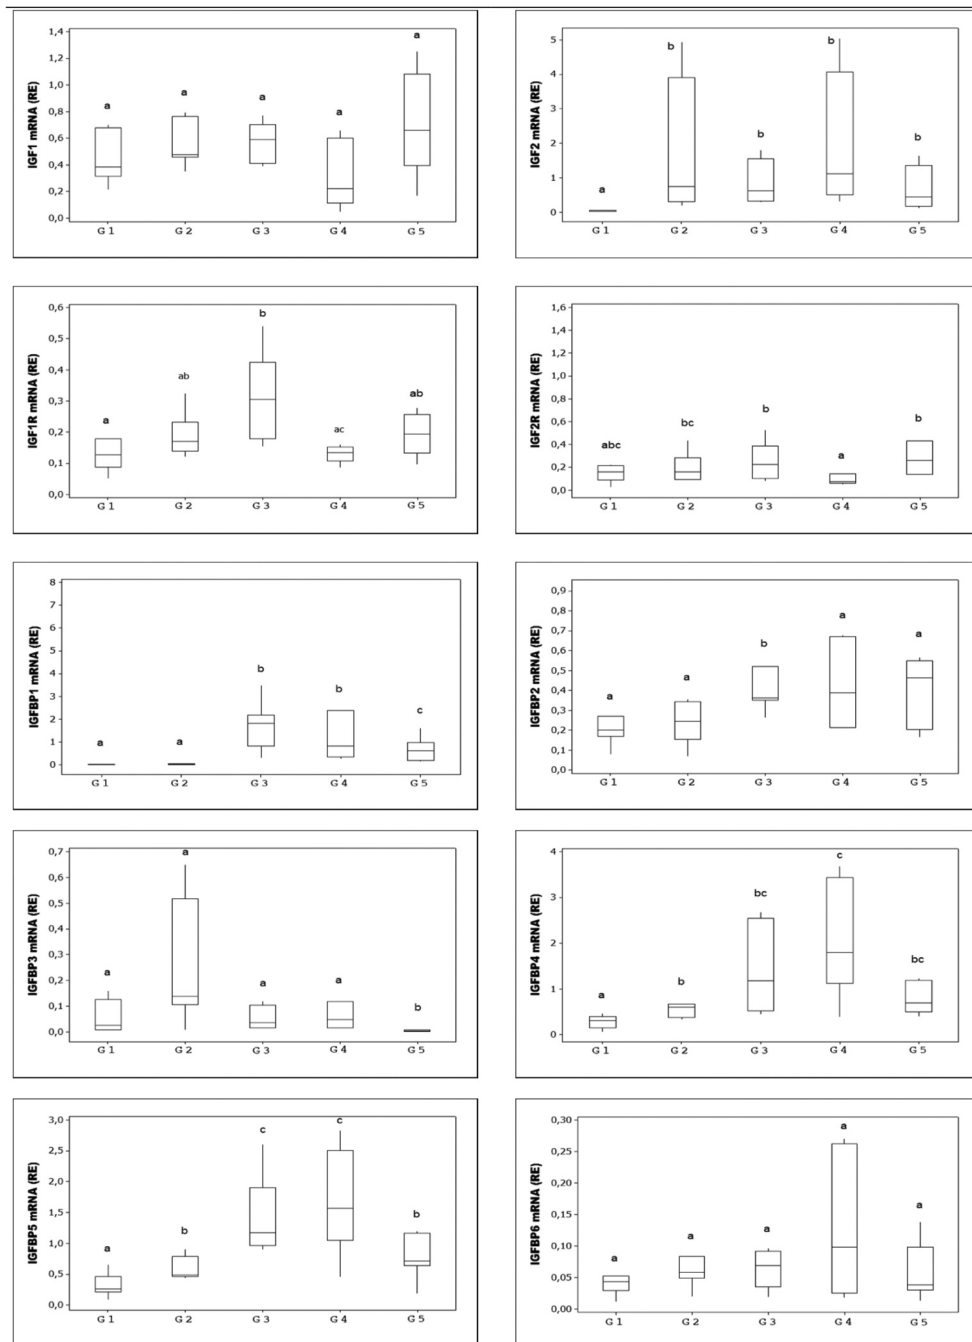 IGF1 mRNA (RE)
1,4
1,2
1,0
0,8
0,6
0,4
0,2
0,0
a
a
a
a
a
G 1
G 2
G 3
G 4
G 5
IGF2 mRNA (RE)
5
4
3
2
1
0
a
b
b
b
b
G 1
G 2
G 3
G 4
G 5
IGF1R mRNA (RE)
0,6
0,5
0,4
0,3
0,2
0,1
0,0
a
ab
b
ac
ab
G 1
G 2
G 3
G 4
G 5
IGF2R mRNA (RE)
1,6
1,4
1,2
1,0
0,8
0,6
0,4
0,2
0,0
abc
bc
b
a
b
G 1
G 2
G 3
G 4
G 5
IGFBP1 mRNA (RE)
8
7
6
5
4
3
2
1
0
a
a
b
b
c
G 1
G 2
G 3
G 4
G 5
IGFBP2 mRNA (RE)
0,9
0,8
0,7
0,6
0,5
0,4
0,3
0,2
0,1
0,0
a
a
b
a
a
G 1
G 2
G 3
G 4
G 5
IGFBP3 mRNA (RE)
0,7
0,6
0,5
0,4
0,3
0,2
0,1
0,0
a
a
a
a
b
G 1
G 2
G 3
G 4
G 5
IGFBP4 mRNA (RE)
4
3
2
1
0
a
b
bc
c
bc
G 1
G 2
G 3
G 4
G 5
IGFBP5 mRNA (RE)
3,0
2,5
2,0
1,5
1,0
0,5
0,0
a
b
c
c
b
G 1
G 2
G 3
G 4
G 5
IGFBP6 mRNA (RE)
0,30
0,25
0,20
0,15
0,10
0,05
0,00
a
a
a
a
a
G 1
G 2
G 3
G 4
G 5